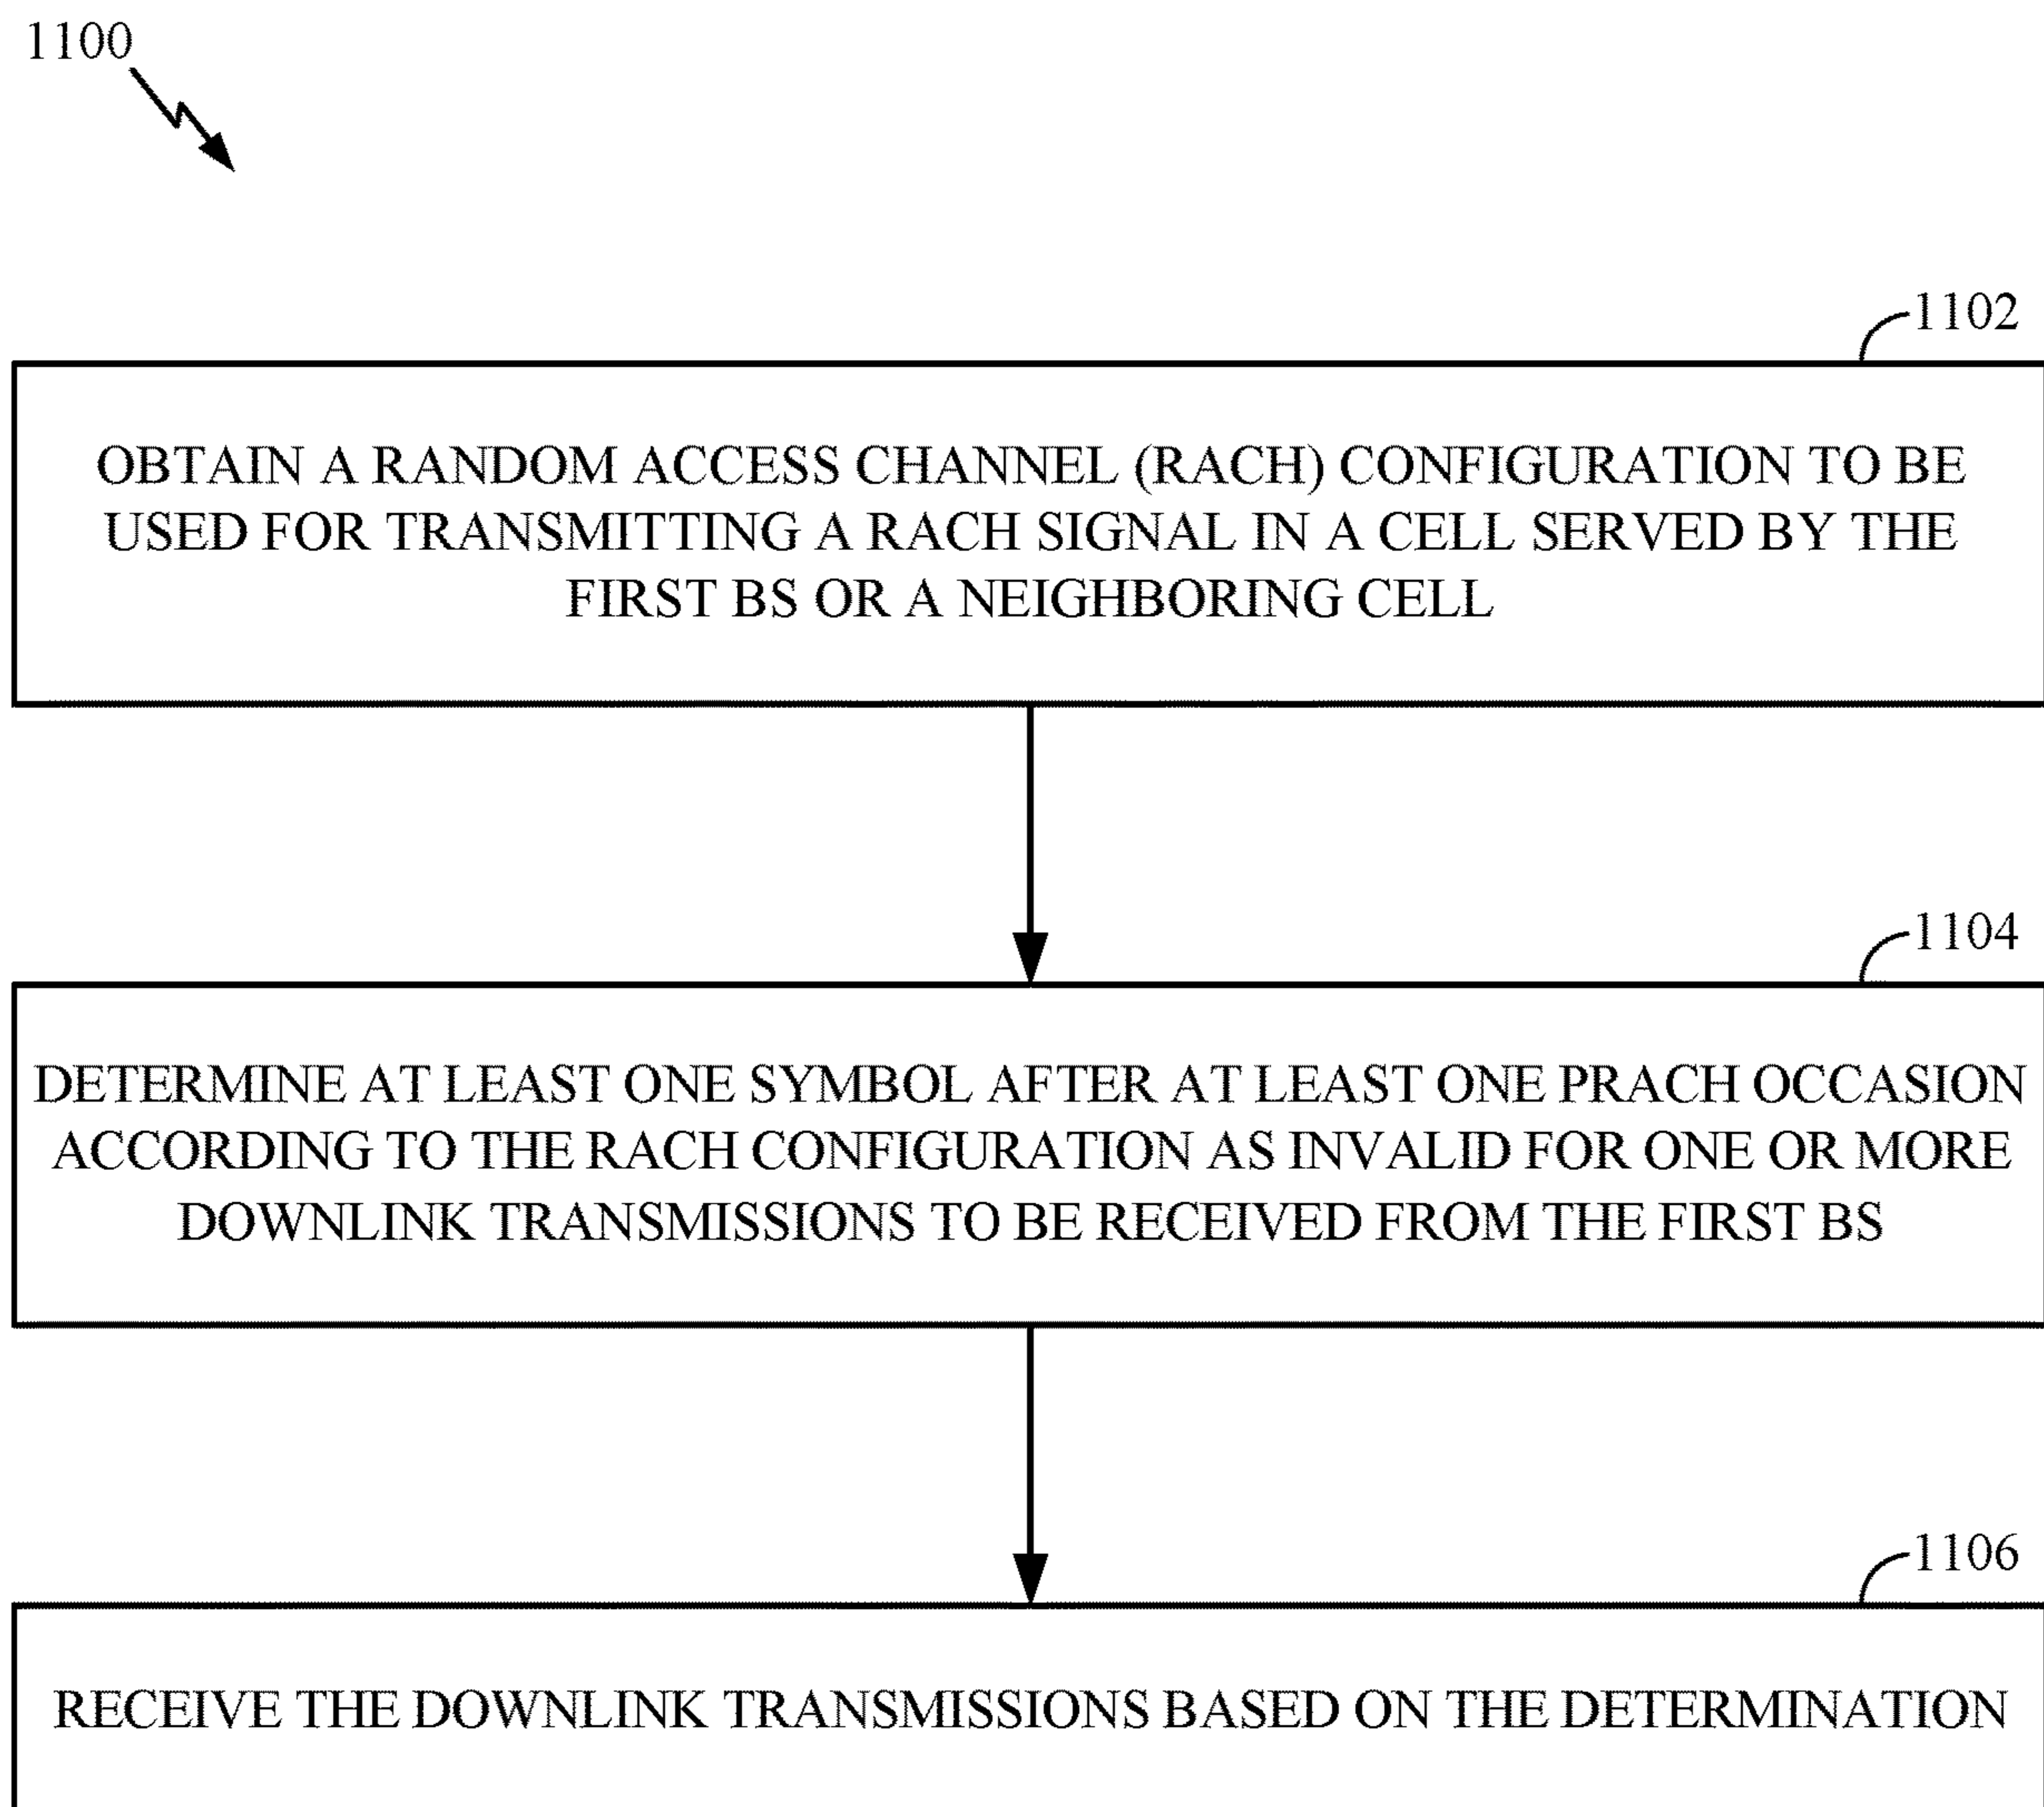 1100
1102
OBTAIN A RANDOM ACCESS CHANNEL (RACH) CONFIGURATION TO BE
USED FOR TRANSMITTING A RACH SIGNAL IN A CELL SERVED BY THE
FIRST BS OR A NEIGHBORING CELL
1104
DETERMINE AT LEAST ONE SYMBOL AFTER AT LEAST ONE PRACH OCCASION
ACCORDING TO THE RACH CONFIGURATION AS INVALID FOR ONE OR MORE
DOWNLINK TRANSMISSIONS TO BE RECEIVED FROM THE FIRST BS
1106
RECEIVE THE DOWNLINK TRANSMISSIONS BASED ON THE DETERMINATION